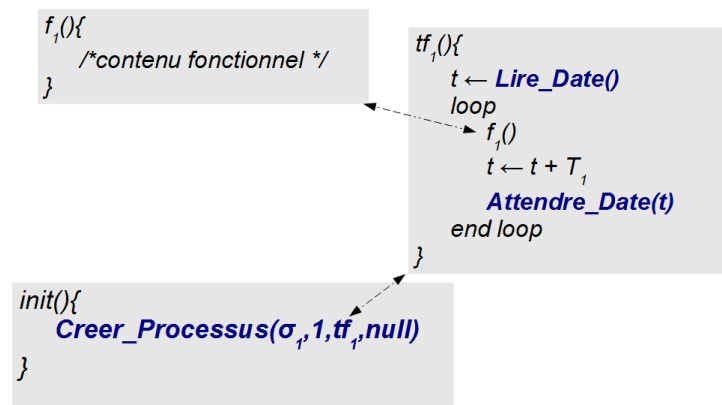 f₁(){
/*contenu fonctionnel */
}
tf₁(){
t ← Lire_Date()
loop
f₁()
t ← t + T₁
Attendre_Date(t)
end loop
}
init(){
Creer_Processus(σ₁,1,tf₁,null)
}